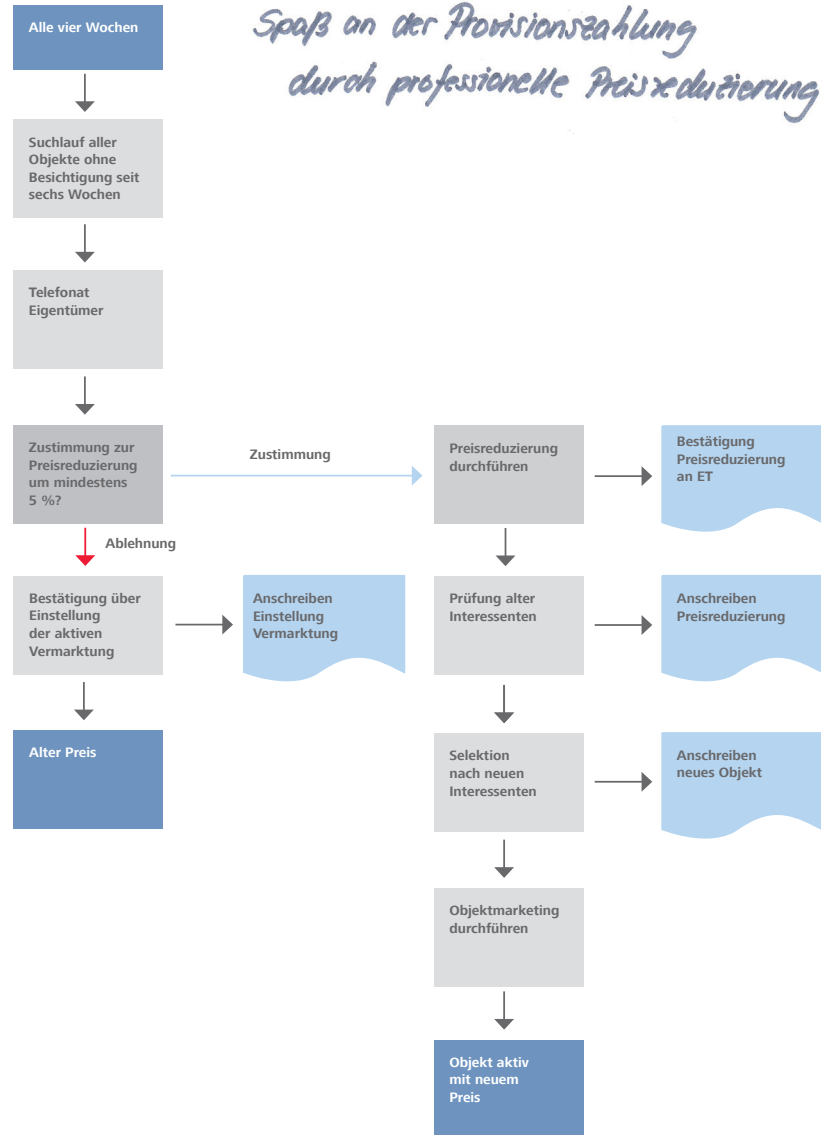 Spaß an der Provisionszahlung
durch professionelle Preisreduzierung
Alle vier Wochen
Suchlauf aller
Objekte ohne
Besichtigung seit
sechs Wochen
Telefonat
Eigentümer
Zustimmung zur
Preisreduzierung
um mindestens
5 %?
Zustimmung
Preisreduzierung
durchführen
Bestätigung
Preisreduzierung
an ET
Ablehnung
Bestätigung über
Einstellung
der aktiven
Vermarktung
Anschreiben
Einstellung
Vermarktung
Prüfung alter
Interessenten
Anschreiben
Preisreduzierung
Alter Preis
Selektion
nach neuen
Interessenten
Anschreiben
neues Objekt
Objektmarketing
durchführen
Objekt aktiv
mit neuem
Preis